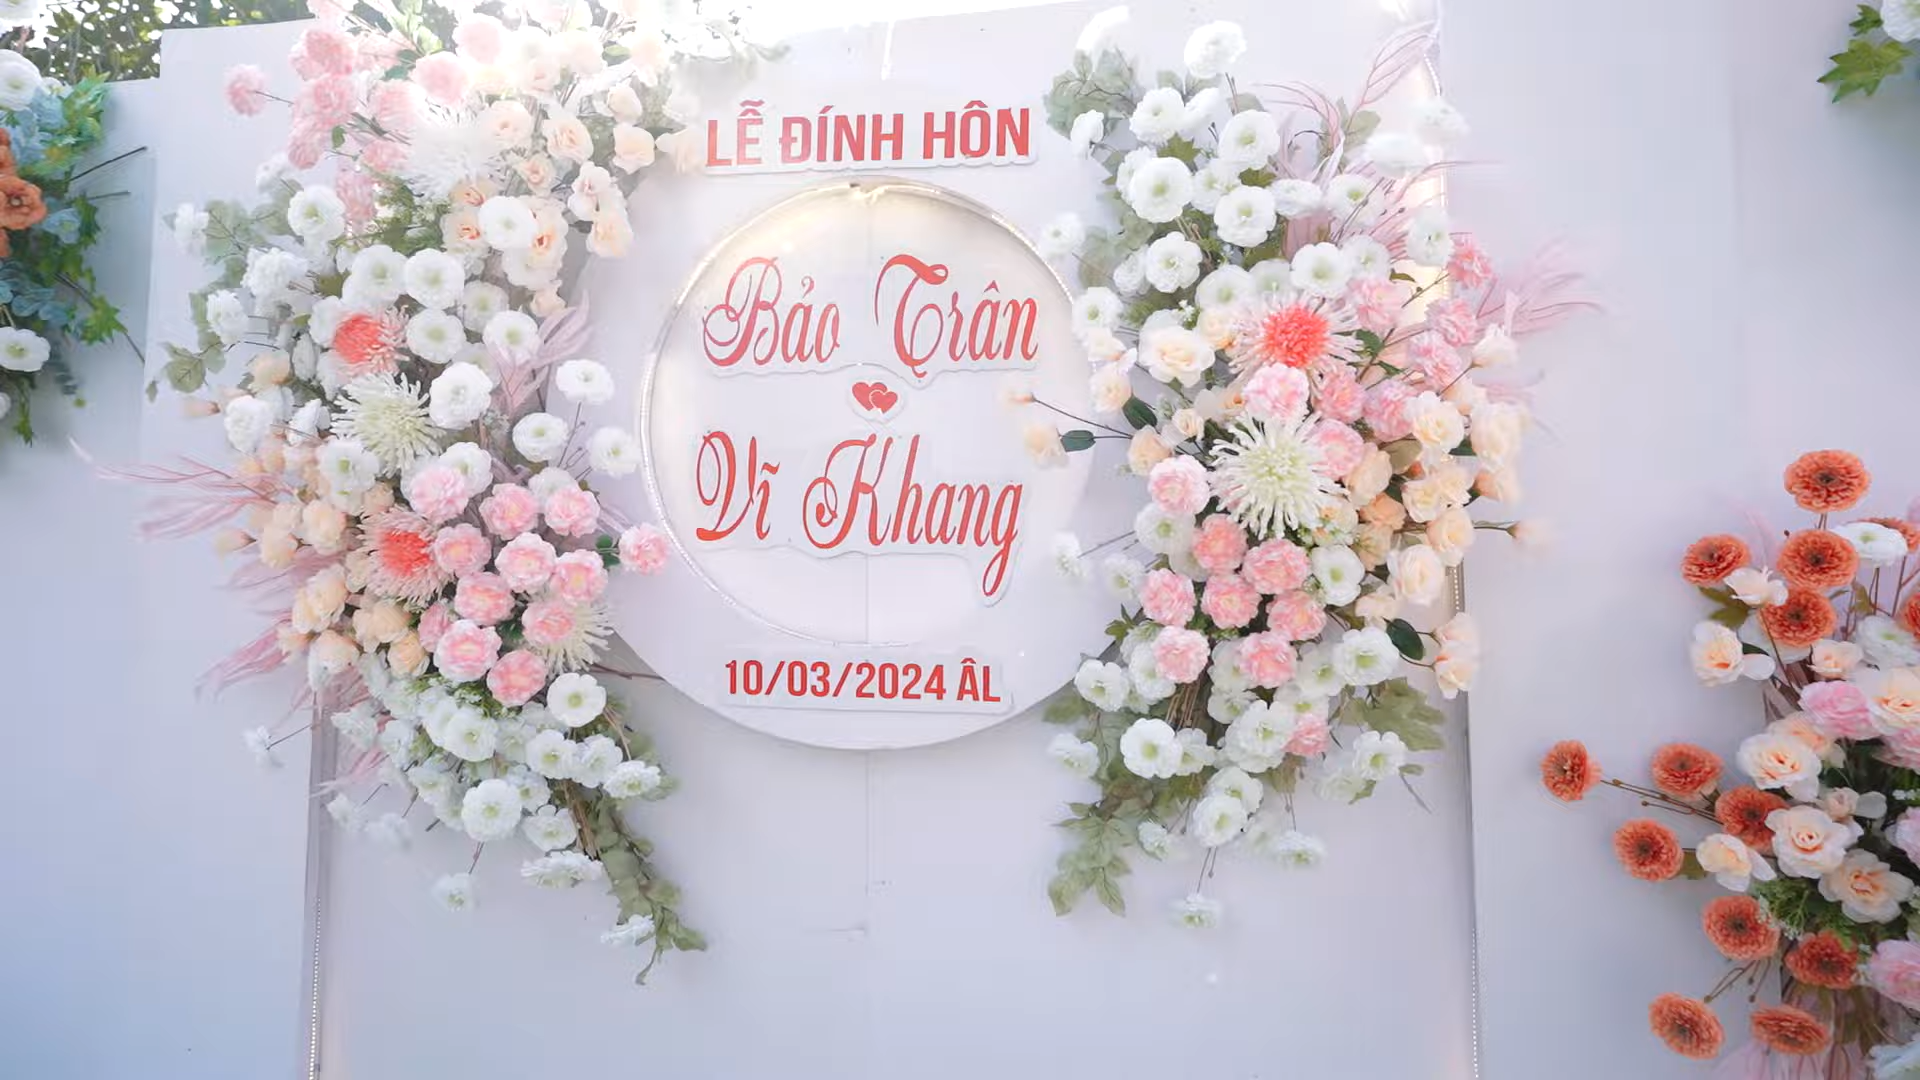 LỄ ĐÍNH HÔN
Bảo Trân
Vĩ Khang
10/03/2024 ÂL